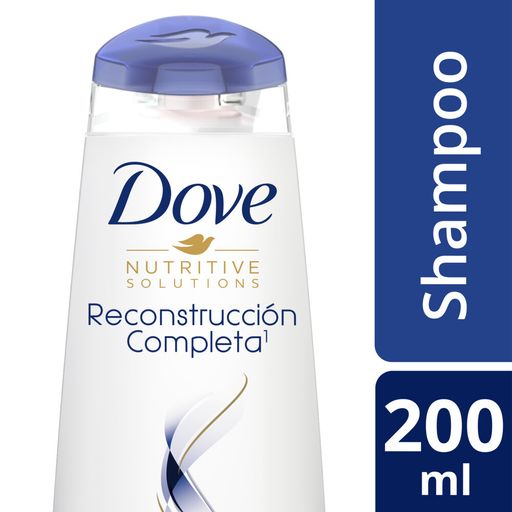 Dove
NUTRITIVE
SOLUTIONS
Reconstrucción
Completa¹
Shampoo
200
ml